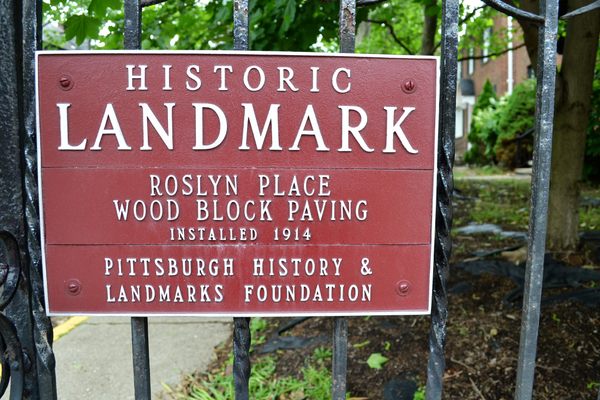 HISTORIC
LANDMARK
ROSLYN PLACE
WOOD BLOCK PAVING
INSTALLED 1914
PITTSBURGH HISTORY &
LANDMARKS FOUNDATION